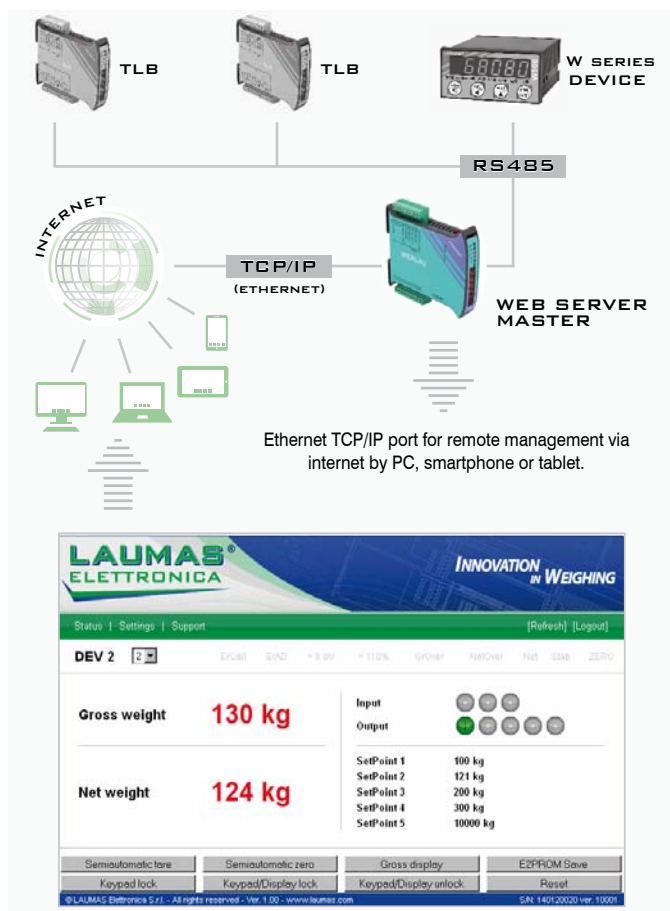 TLB
TLB
W SERIES
DEVICE
68080
RS485
INTERNET
TCP/IP
(ETHERNET)
WEB SERVER
MASTER
Ethernet TCP/IP port for remote management via
internet by PC, smartphone or tablet.
LAUMAS®
ELETTRONICA
INNOVATION
IN WEIGHING
Status | Settings | Support [Refresh] [Logout]
DEV 2 2 ErCell ErAD > 9 div > 110% GrOver NetOver Net Stab ZERO
Gross weight 130 kg
Input
Output
Net weight 124 kg
SetPoint 1 100 kg
SetPoint 2 121 kg
SetPoint 3 200 kg
SetPoint 4 300 kg
SetPoint 5 10000 kg
Semiautomatic tare Semiautomatic zero Gross display E2PROM Save
Keypad lock Keypad/Display lock Keypad/Display unlock Reset
© LAUMAS Elettronica S.r.l. - All rights reserved - Ver. 1.00 - www.laumas.com S/N: 140120020 ver. 10001